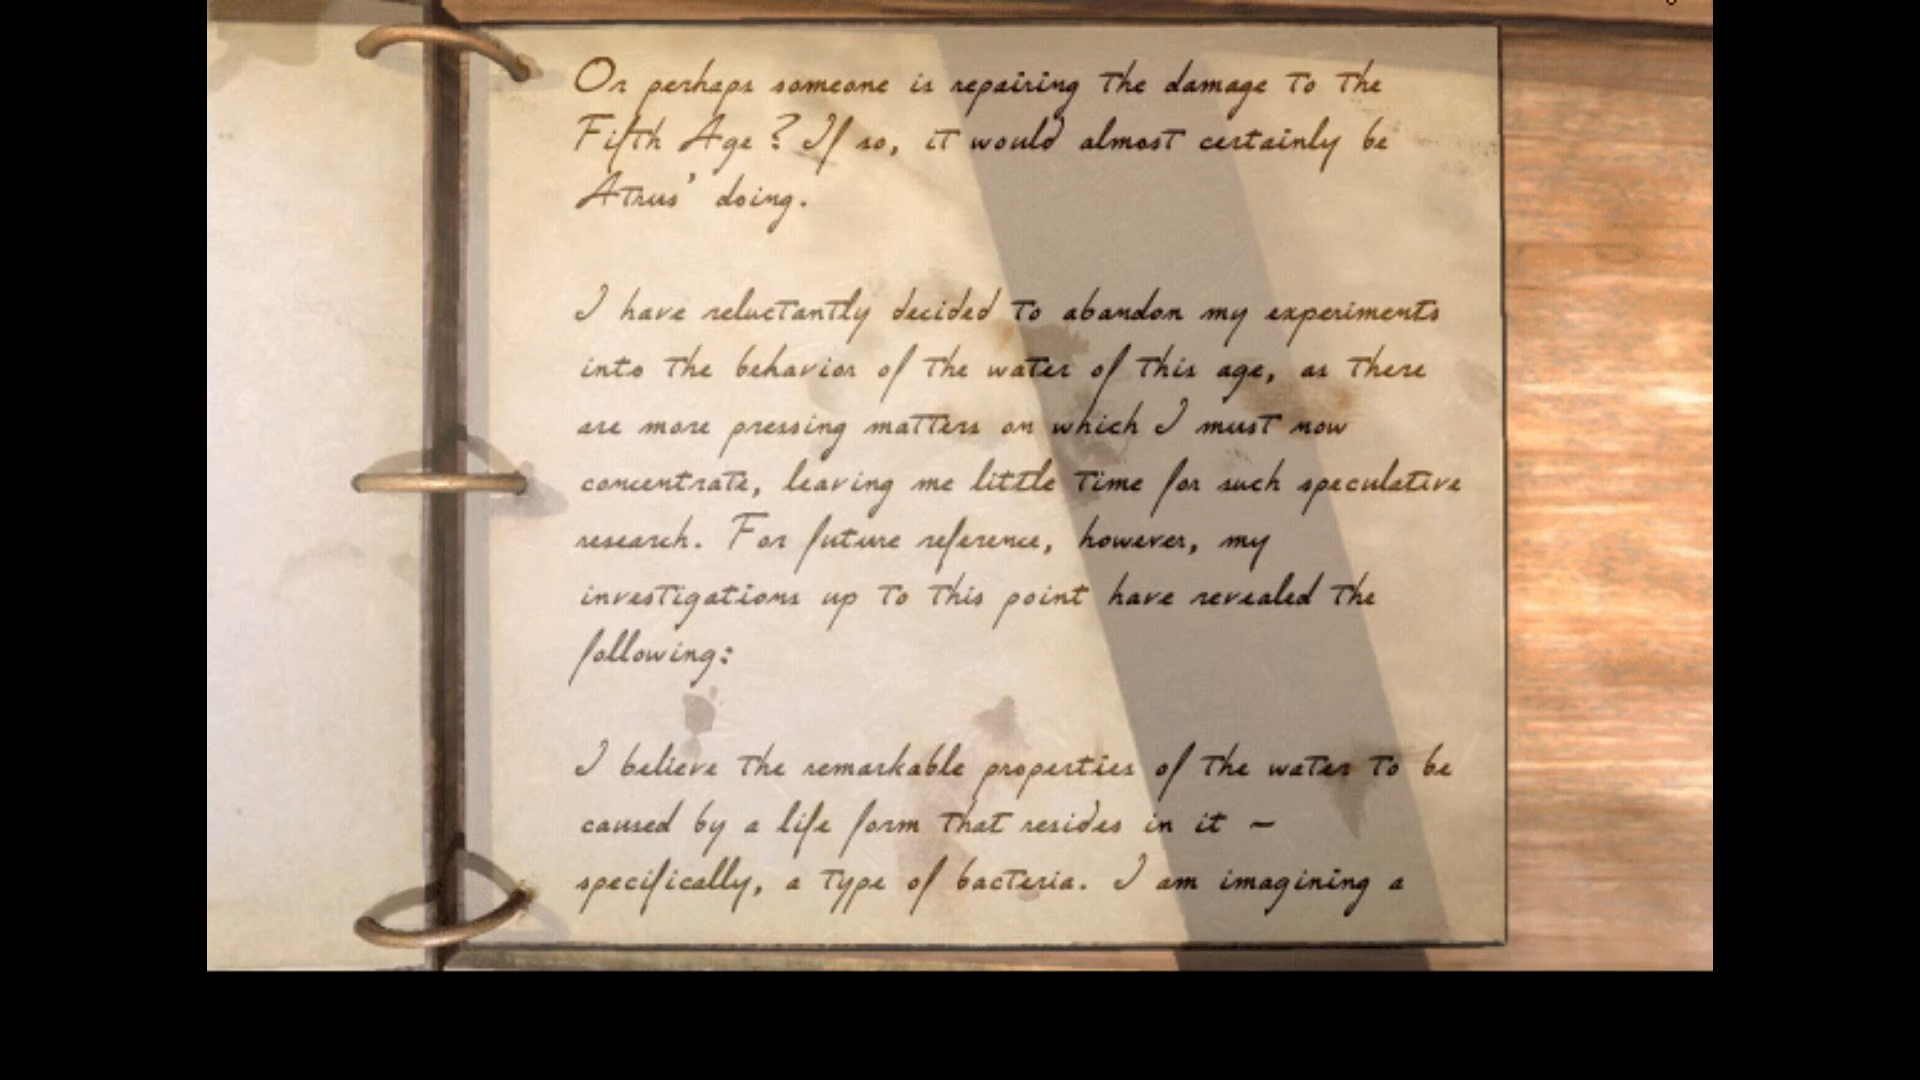 Or perhaps someone is repairing the damage to the
Fifth Age? If so, it would almost certainly be
Atrus' doing.
I have reluctantly decided to abandon my experiments
into the behavior of the water of this age, as there
are more pressing matters on which I must now
concentrate, leaving me little time for such speculative
research. For future reference, however, my
investigations up to this point have revealed the
following:
I believe the remarkable properties of the water to be
caused by a life form that resides in it –
specifically, a type of bacteria. I am imagining a